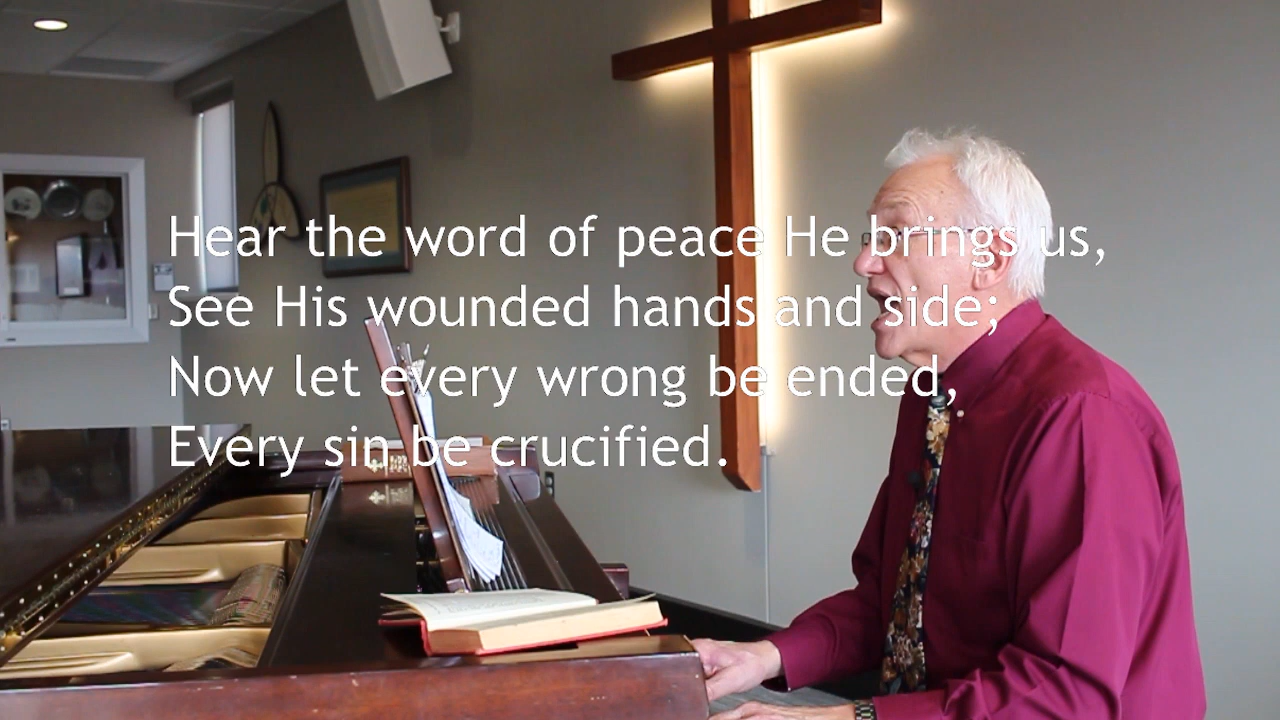 Hear the word of peace He brings us,
See His wounded hands and side;
Now let every wrong be ended,
Every sin be crucified.